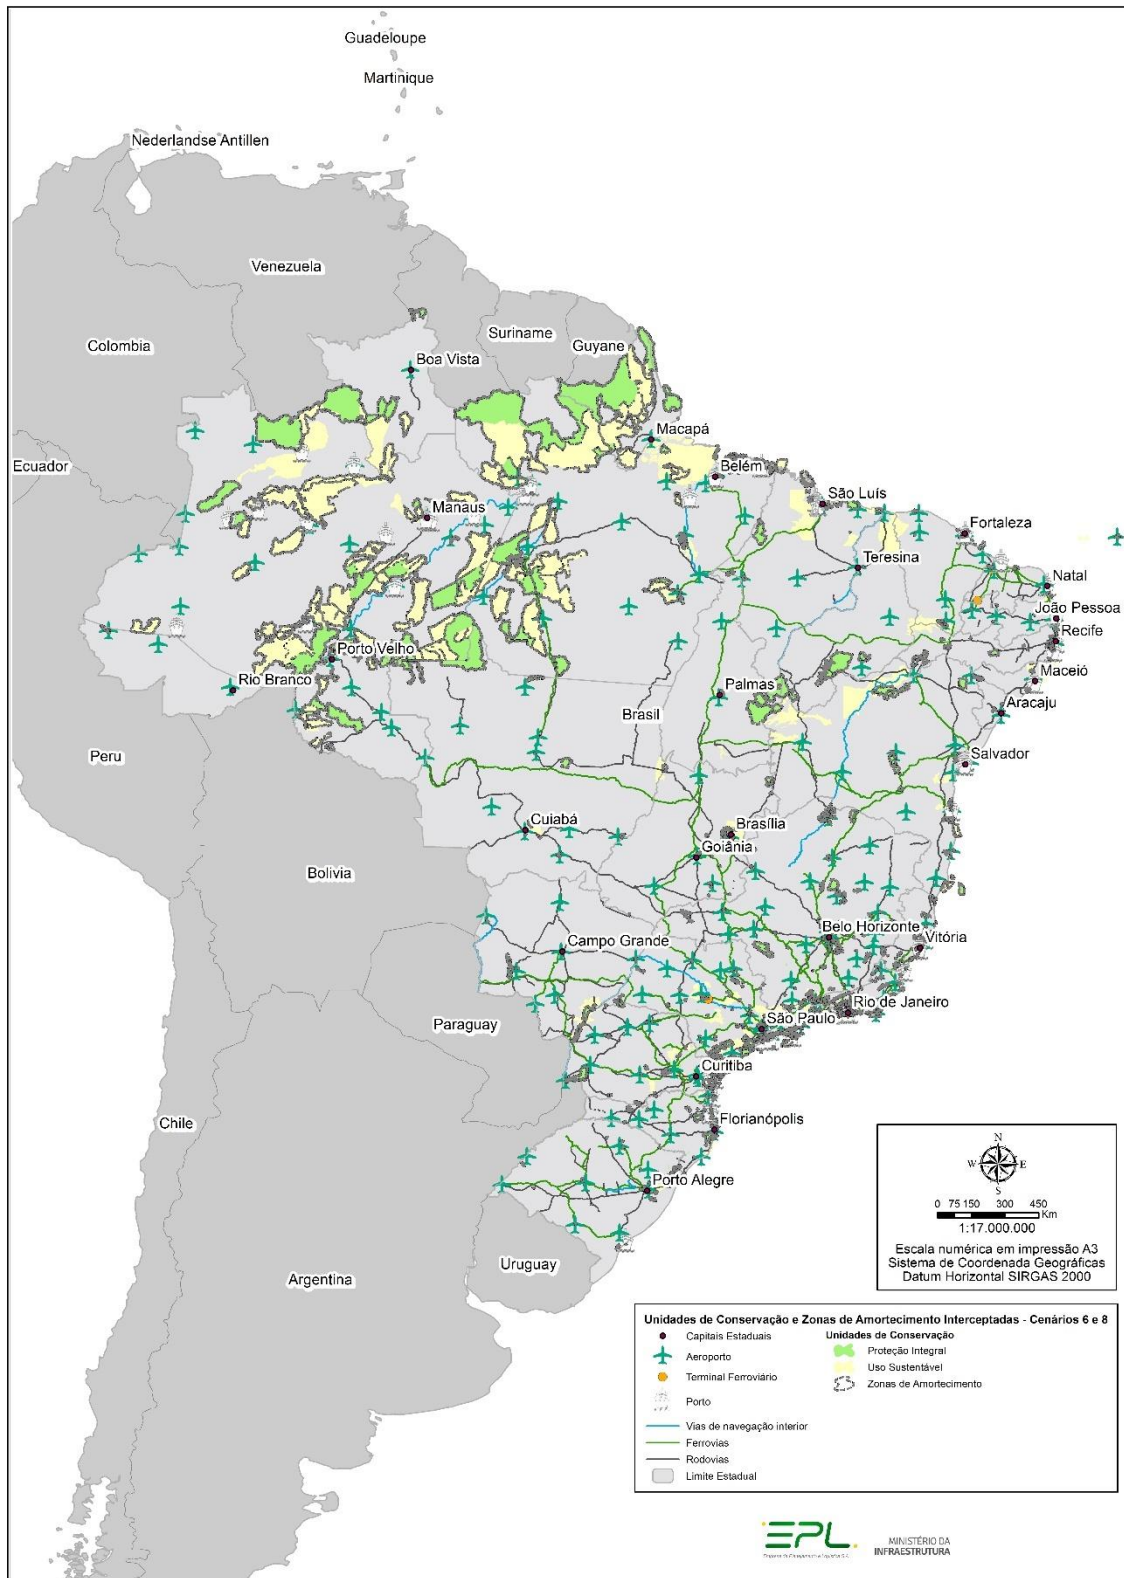 Guadeloupe
Martinique
Nederlandse Antillen
Venezuela
Suriname
Guyane
Colombia
Boa Vista
Macapá
Ecuador
Belém
São Luís
Manaus
Fortaleza
Teresina
Natal
João Pessoa
Porto Velho
Recife
Rio Branco
Maceió
Palmas
Aracaju
Brasil
Peru
Salvador
Cuiabá
Brasília
Goiânia
Bolivia
Belo Horizonte
Vitória
Campo Grande
Rio de Janeiro
São Paulo
Paraguay
Curitiba
Chile
Florianópolis
Porto Alegre
Uruguay
Argentina
N
W E
S
0 75 150 300 450
Km
1:17.000.000
Escala numérica em impressão A3
Sistema de Coordenada Geográficas
Datum Horizontal SIRGAS 2000
Unidades de Conservação e Zonas de Amortecimento Interceptadas - Cenários 6 e 8
Capitais Estaduais
Aeroporto
Terminal Ferroviário
Porto
Vias de navegação interior
Ferrovias
Rodovias
Limite Estadual
Unidades de Conservação
Proteção Integral
Uso Sustentável
Zonas de Amortecimento
EPL
MINISTÉRIO DA
INFRAESTRUTURA